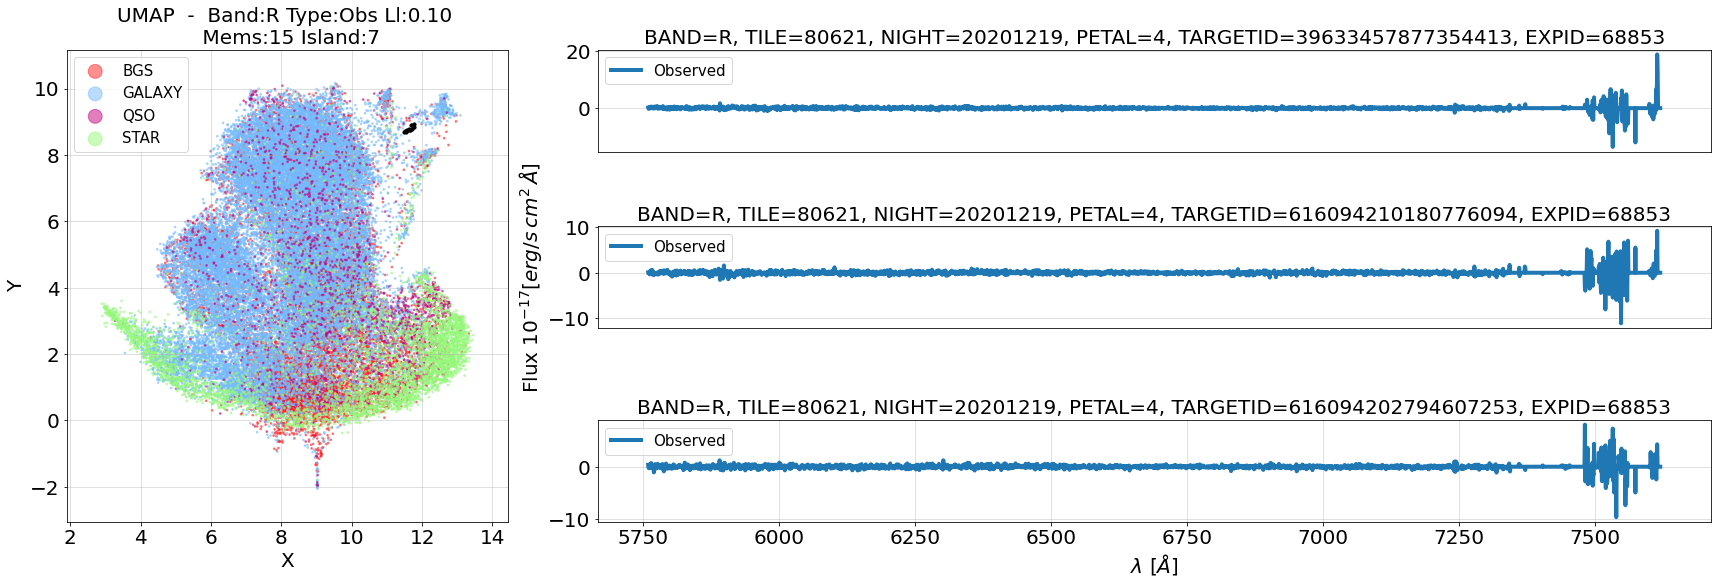 UMAP  -  Band:R Type:Obs Ll:0.10
Mems:15 Island:7
BGS
GALAXY
QSO
STAR
10
8
6
4
2
0
−2
Y
2
4
6
8
10
12
14
X
Flux 10⁻¹⁷[erg/s cm² Å]
BAND=R, TILE=80621, NIGHT=20201219, PETAL=4, TARGETID=39633457877354413, EXPID=68853
Observed
20
0
BAND=R, TILE=80621, NIGHT=20201219, PETAL=4, TARGETID=616094210180776094, EXPID=68853
Observed
10
0
−10
BAND=R, TILE=80621, NIGHT=20201219, PETAL=4, TARGETID=616094202794607253, EXPID=68853
Observed
0
−10
5750
6000
6250
6500
6750
7000
7250
7500
λ [Å]